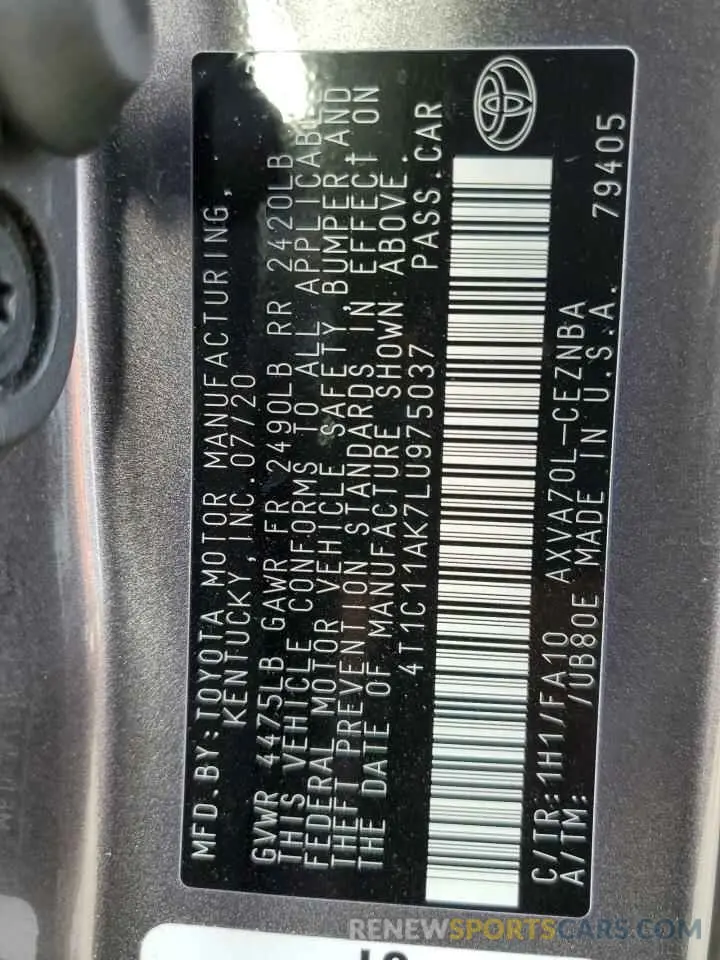 MFD.BY:TOYOTA MOTOR MANUFACTURING,
KENTUCKY, INC.07/20
GVWR 4475LB GAWR FR 2490LB RR 2420LB
THIS VEHICLE CONFORMS TO ALL APPLICABLE
FEDERAL MOTOR VEHICLE SAFETY, BUMPER AND
THEFT PREVENTION STANDARDS IN EFFECT ON
THE DATE OF MANUFACTURE SHOWN ABOVE.
4T1C11AK7LU975037 PASS.CAR
C/TR:1H1/FA10 AXVA70L-CEZNBA
A/TM: /UB80E MADE IN U.S.A. 79405
RENEWSPORTSCARS.COM